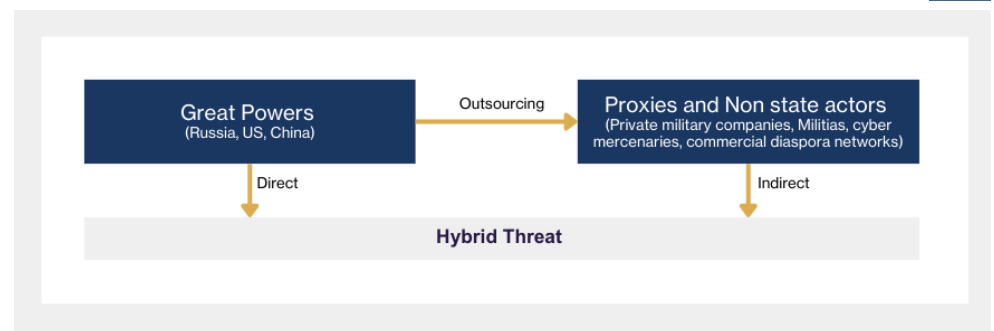 Great Powers
(Russia, US, China)
Outsourcing
Proxies and Non state actors
(Private military companies, Militias, cyber
mercenaries, commercial diaspora networks)
Direct
Indirect
Hybrid Threat